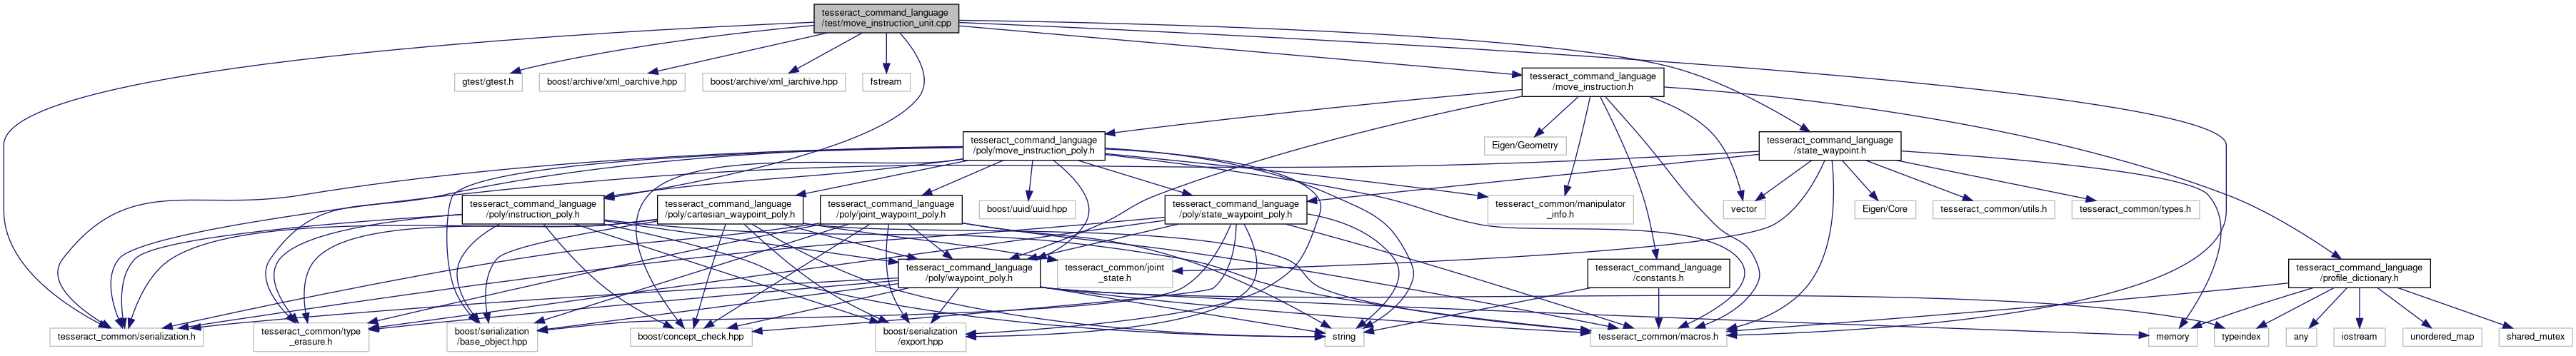 tesseract_command_language
/test/move_instruction_unit.cpp
gtest/gtest.h
boost/archive/xml_oarchive.hpp
boost/archive/xml_iarchive.hpp
fstream
tesseract_command_language
/move_instruction.h
tesseract_command_language
/poly/move_instruction_poly.h
Eigen/Geometry
tesseract_command_language
/state_waypoint.h
tesseract_command_language
/poly/instruction_poly.h
tesseract_command_language
/poly/cartesian_waypoint_poly.h
tesseract_command_language
/poly/joint_waypoint_poly.h
boost/uuid/uuid.hpp
tesseract_command_language
/poly/state_waypoint_poly.h
tesseract_common/manipulator
_info.h
vector
Eigen/Core
tesseract_common/utils.h
tesseract_common/types.h
tesseract_command_language
/poly/waypoint_poly.h
tesseract_common/joint
_state.h
tesseract_command_language
/constants.h
tesseract_command_language
/profile_dictionary.h
tesseract_common/serialization.h
tesseract_common/type
_erasure.h
boost/serialization
/base_object.hpp
boost/concept_check.hpp
boost/serialization
/export.hpp
string
tesseract_common/macros.h
memory
typeindex
any
iostream
unordered_map
shared_mutex